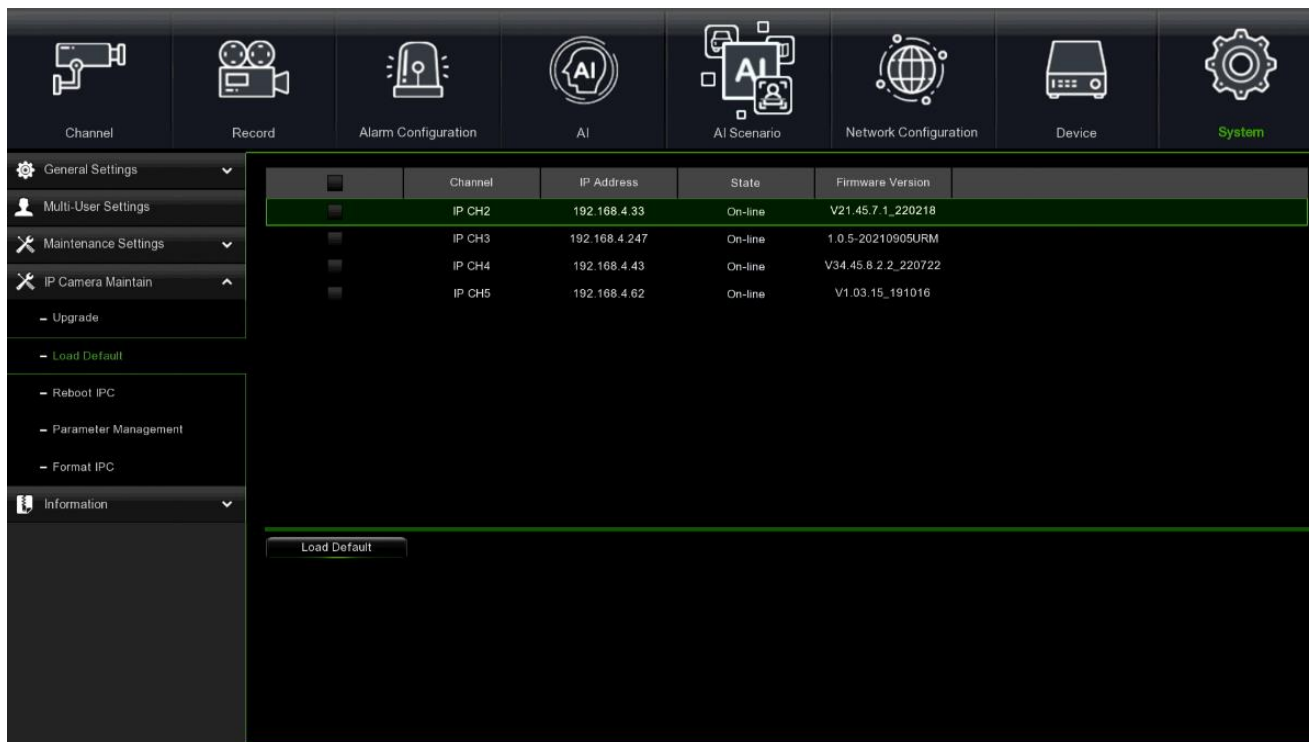 Channel Record Alarm Configuration AI AI Scenario Network Configuration Device System
General Settings
Multi-User Settings
Maintenance Settings
IP Camera Maintain
– Upgrade
– Load Default
– Reboot IPC
– Parameter Management
– Format IPC
Information
Channel IP Address State Firmware Version
IP CH2 192.168.4.33 On-line V21.45.7.1_220218
IP CH3 192.168.4.247 On-line 1.0.5-20210905URM
IP CH4 192.168.4.43 On-line V34.45.8.2.2_220722
IP CH5 192.168.4.62 On-line V1.03.15_191016
Load Default